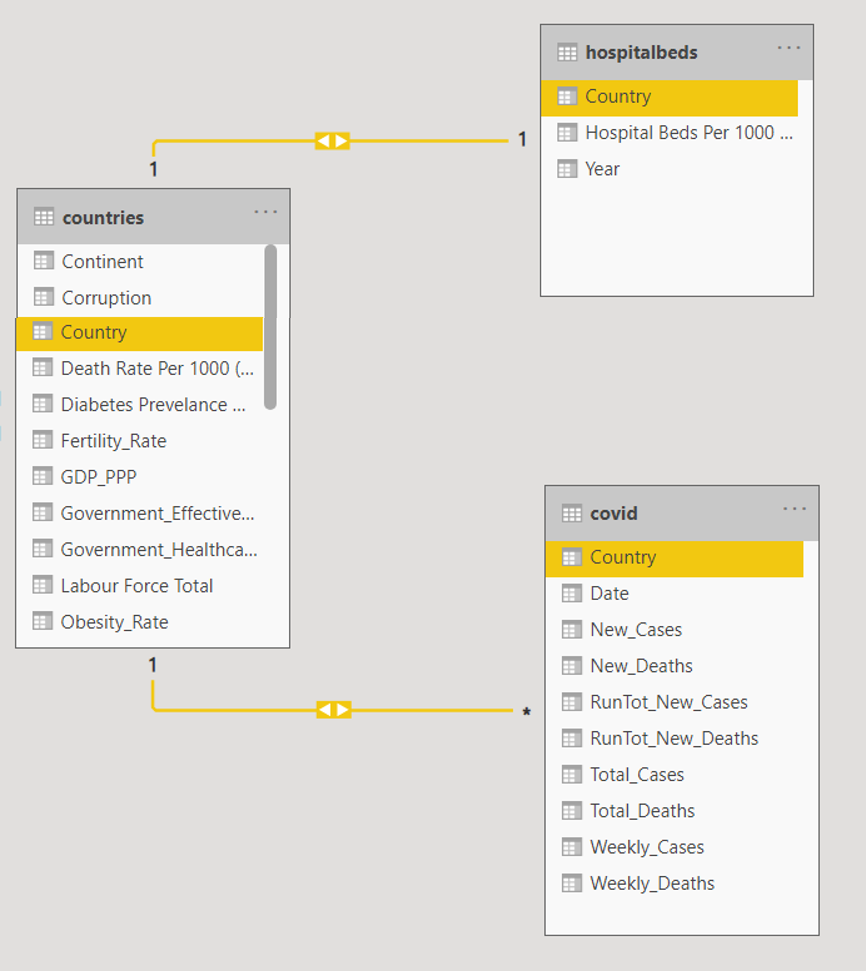 hospitalbeds
...
Country
Hospital Beds Per 1000 ...
Year
1
1
countries
...
Continent
Corruption
Country
Death Rate Per 1000 (...
Diabetes Prevelance ...
Fertility_Rate
GDP_PPP
Government_Effective...
Government_Healthca...
Labour Force Total
Obesity_Rate
1
*
covid
...
Country
Date
New_Cases
New_Deaths
RunTot_New_Cases
RunTot_New_Deaths
Total_Cases
Total_Deaths
Weekly_Cases
Weekly_Deaths